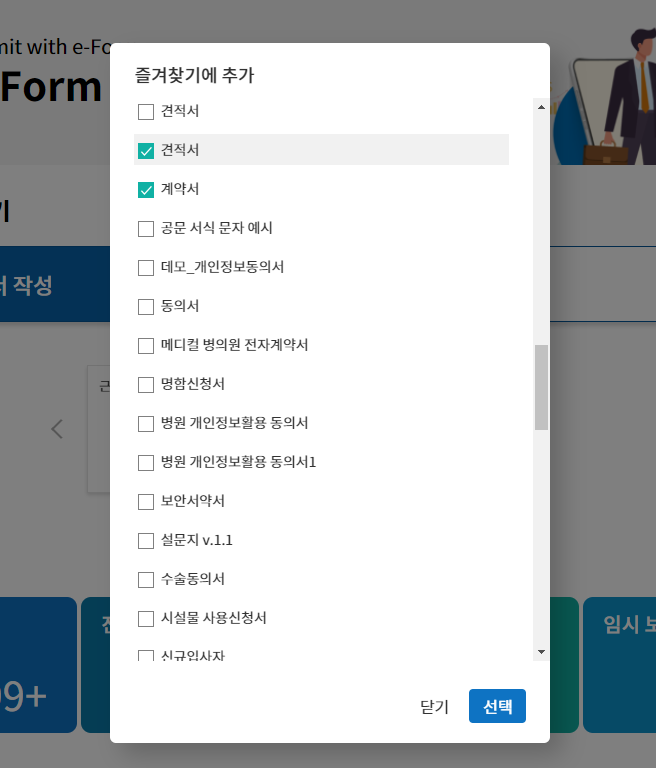 mit with e-Fo
Form
즐겨찾기에 추가
견적서
견적서
계약서
공문 서식 문자 예시
데모_개인정보동의서
동의서
메디컬 병의원 전자계약서
명함신청서
병원 개인정보활용 동의서
병원 개인정보활용 동의서1
보안서약서
설문지 v.1.1
수술동의서
시설물 사용신청서
신규입사자
기
작성
임시
9+
닫기
선택